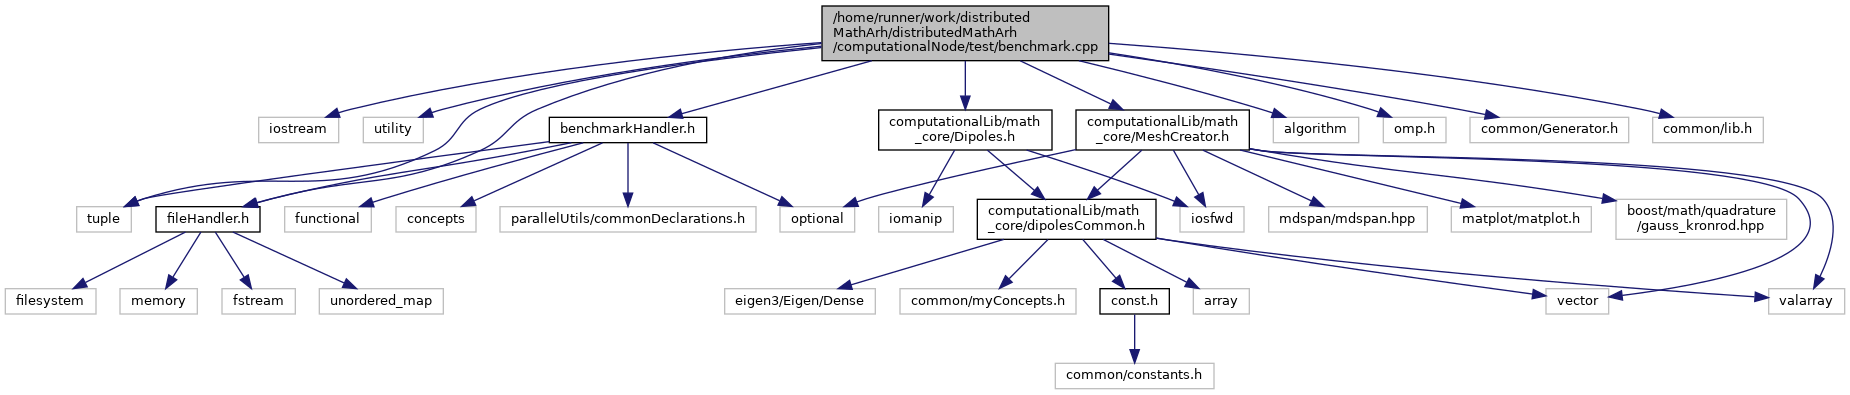 /home/runner/work/distributed
MathArh/distributedMathArh
/computationalNode/test/benchmark.cpp
iostream
utility
benchmarkHandler.h
computationalLib/math
_core/Dipoles.h
computationalLib/math
_core/MeshCreator.h
algorithm
omp.h
common/Generator.h
common/lib.h
tuple
fileHandler.h
functional
concepts
parallelUtils/commonDeclarations.h
optional
iomanip
computationalLib/math
_core/dipolesCommon.h
iosfwd
mdspan/mdspan.hpp
matplot/matplot.h
boost/math/quadrature
/gauss_kronrod.hpp
filesystem
memory
fstream
unordered_map
eigen3/Eigen/Dense
common/myConcepts.h
const.h
array
vector
valarray
common/constants.h